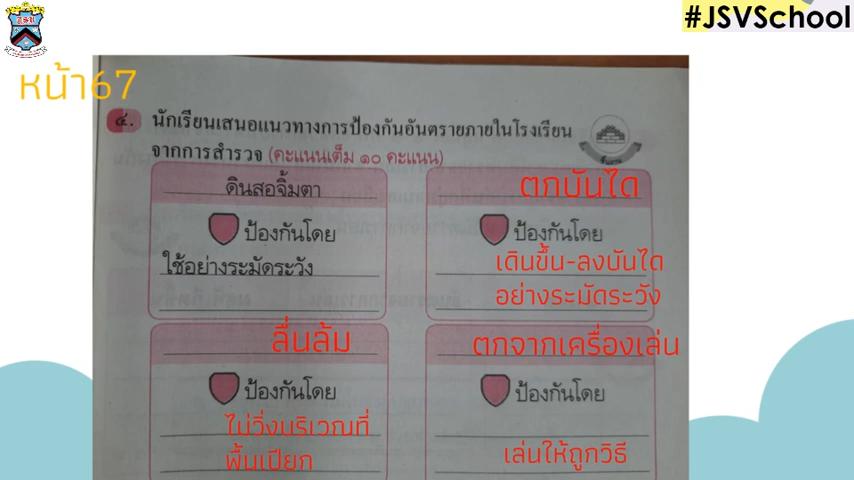 JSV
#JSVSchool
หน้า67
๔. นักเรียนเสนอแนวทางการป้องกันอันตรายภายในโรงเรียน
จากการสำรวจ (คะแนนเต็ม ๑๐ คะแนน)
ดินสอจิ้มตา
ป้องกันโดย
ใช้อย่างระมัดระวัง
ตกบันได
ป้องกันโดย
เดินขึ้น-ลงบันได
อย่างระมัดระวัง
ลื่นล้ม
ป้องกันโดย
ไม่วิ่งบริเวณที่
พื้นเปียก
ตกจากเครื่องเล่น
ป้องกันโดย
เล่นให้ถูกวิธี